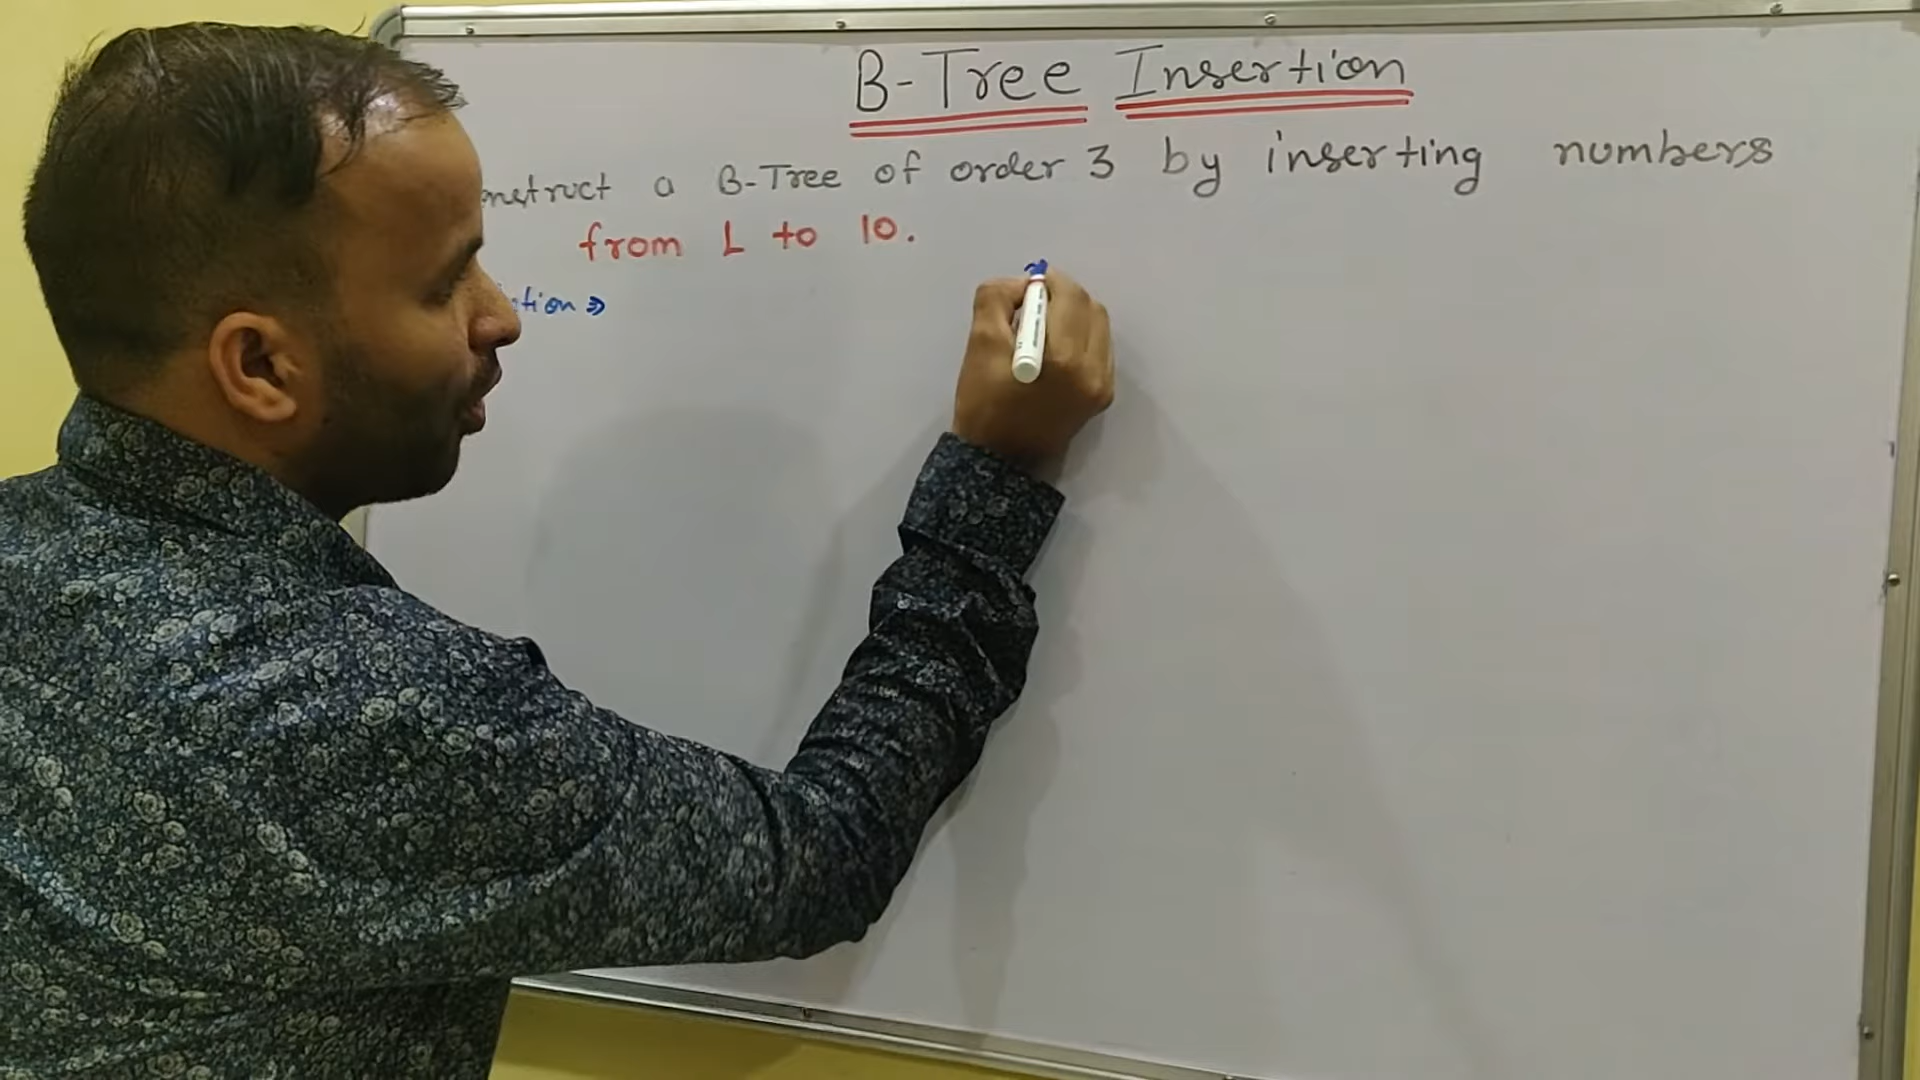 B-Tree Insertion
nstruct a B-Tree of order 3 by inserting numbers
from 1 to 10.
tion ⇒